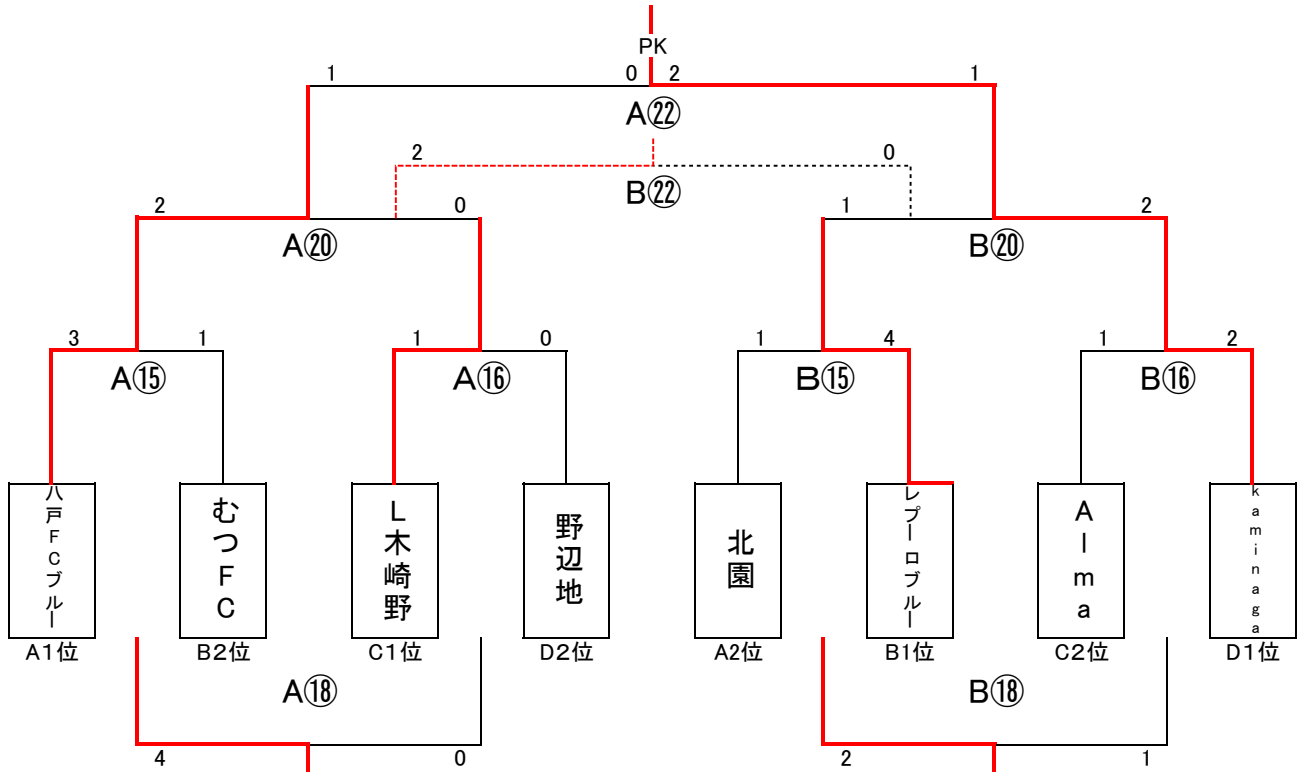 PK
1 0 2 1
A㉒
2 0
B㉒
2 0 1 2
A⑳ B⑳
3 1 1 0 1 4 1 2
A⑮ A⑯ B⑮ B⑯
八戸FCブルー
むつFC
L木崎野
野辺地
北園
レプーロブルー
Alma
kaminaga
A1位 B2位 C1位 D2位 A2位 B1位 C2位 D1位
A⑱ B⑱
4 0 2 1